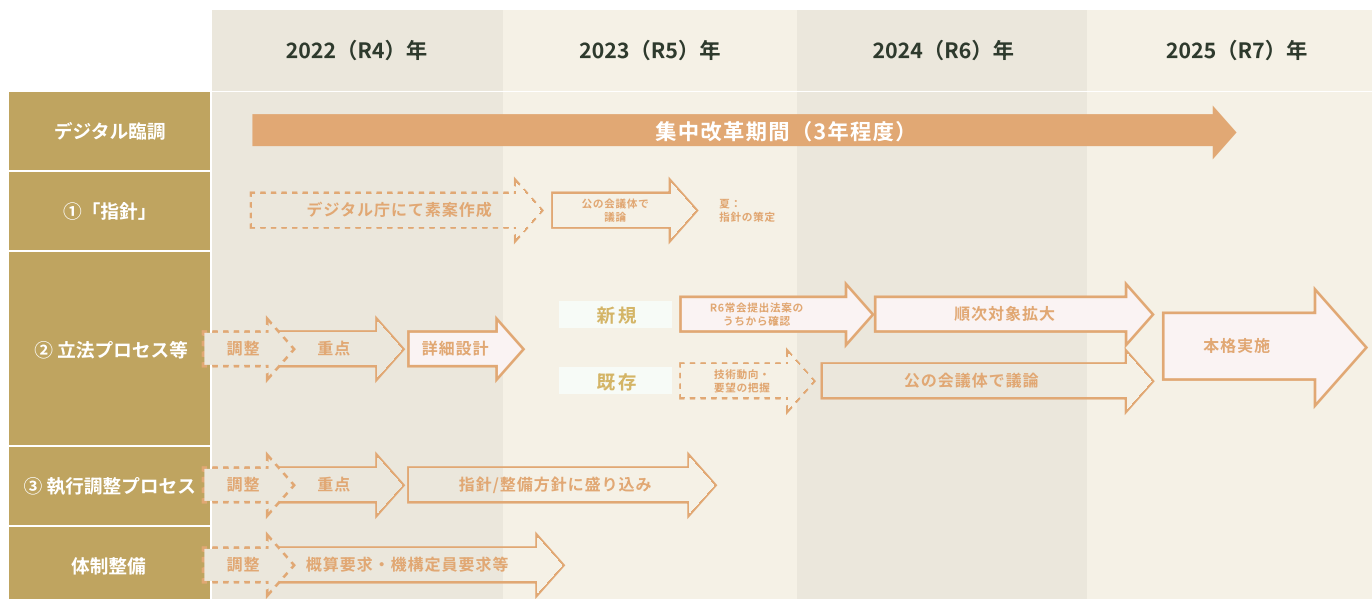 2022（R4）年
2023（R5）年
2024（R6）年
2025（R7）年
デジタル臨調
集中改革期間（3年程度）
①「指針」
デジタル庁にて素案作成
公の会議体で
議論
夏：
指針の策定
② 立法プロセス等
調整
重点
詳細設計
新規
R6常会提出法案の
うちから確認
順次対象拡大
本格実施
既存
技術動向・
要望の把握
公の会議体で議論
③ 執行調整プロセス
調整
重点
指針/整備方針に盛り込み
体制整備
調整
概算要求・機構定員要求等